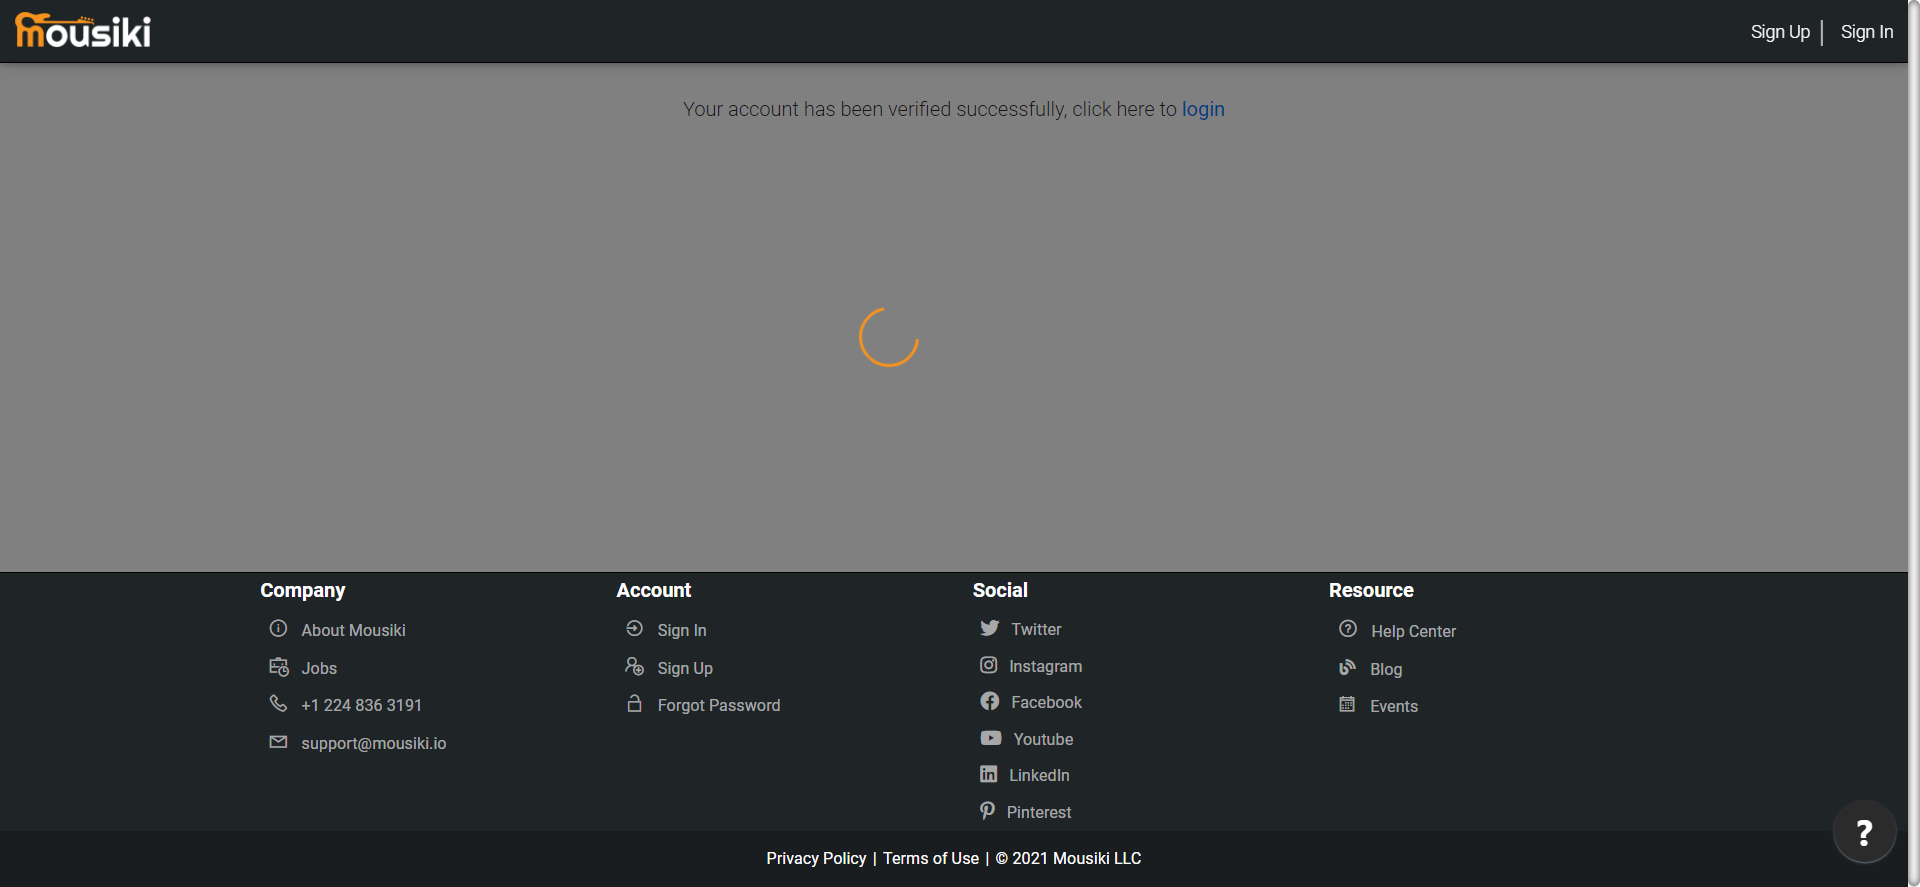 mousiki
Sign Up | Sign In
Your account has been verified successfully, click here to login
Company
About Mousiki
Jobs
+1 224 836 3191
support@mousiki.io
Account
Sign In
Sign Up
Forgot Password
Social
Twitter
Instagram
Facebook
Youtube
LinkedIn
Pinterest
Resource
Help Center
Blog
Events
?
Privacy Policy | Terms of Use | © 2021 Mousiki LLC